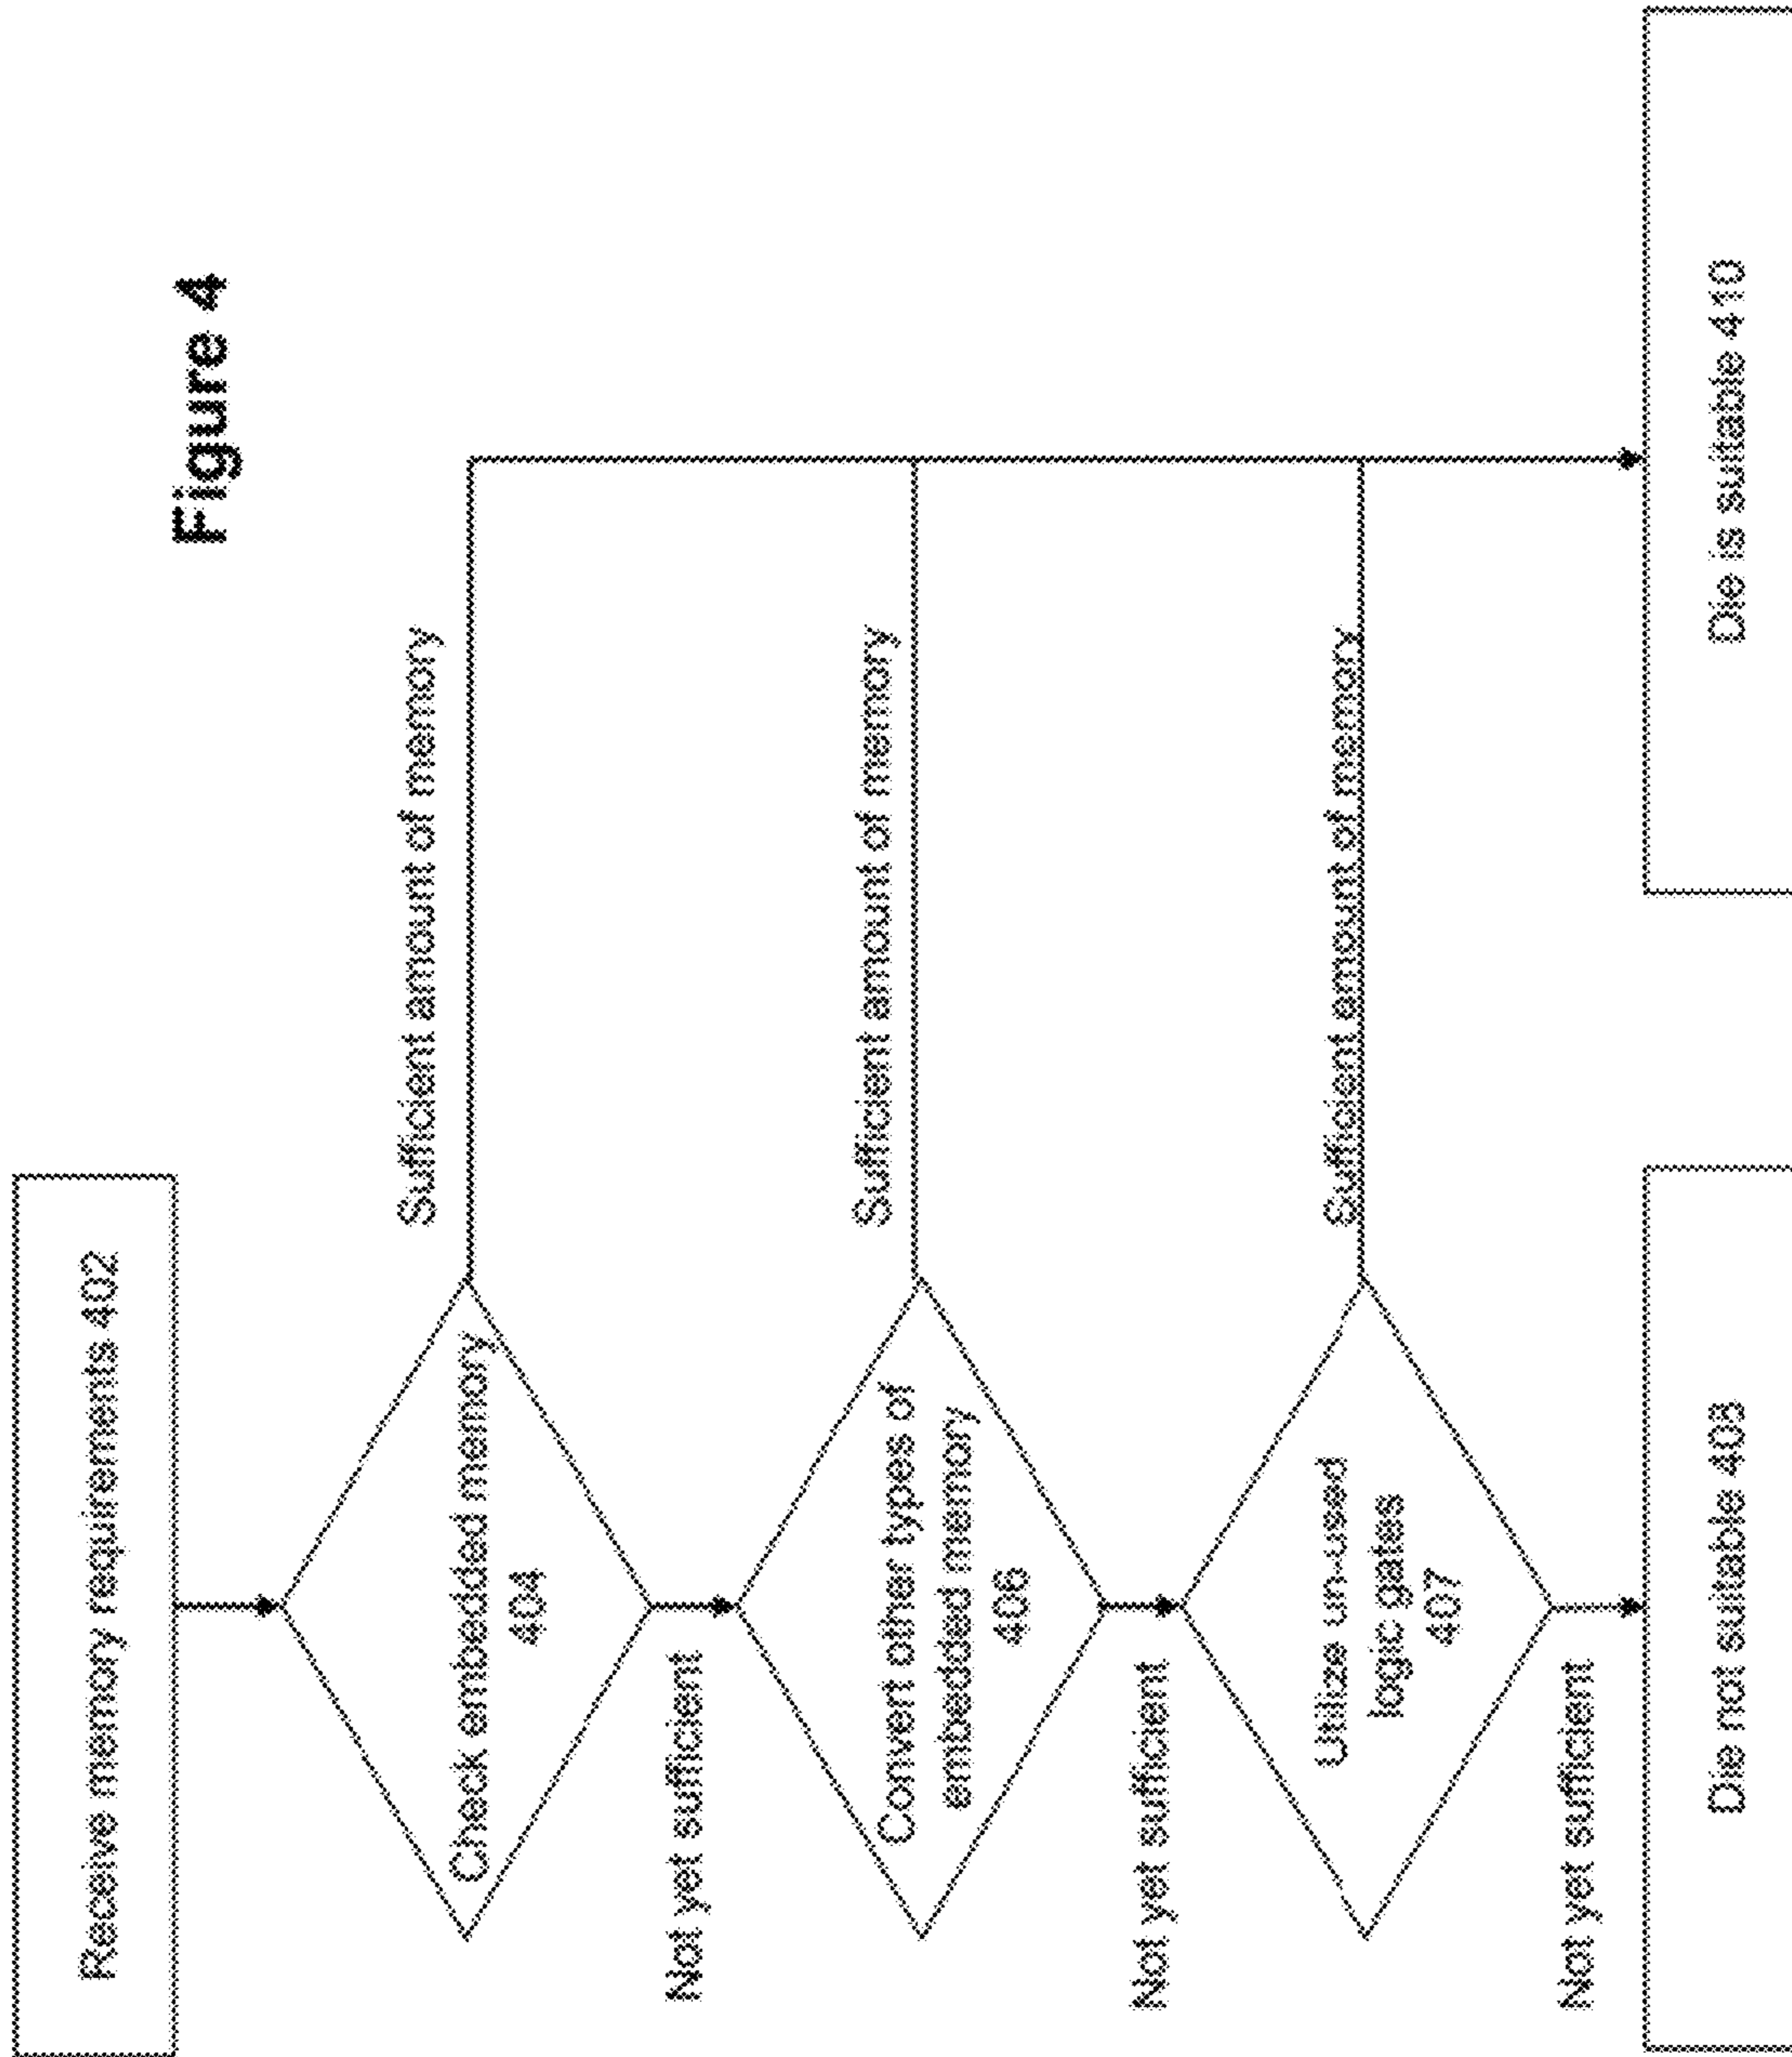 Figure 4
Receive memory requirements 402
Check embedded memory
404
Sufficient amount of memory
Not yet sufficient
Convert other types of
embedded memory
406
Sufficient amount of memory
Not yet sufficient
Utilize un-used
logic gates
407
Sufficient amount of memory
Not yet sufficient
Die not suitable 408
Die is suitable 410